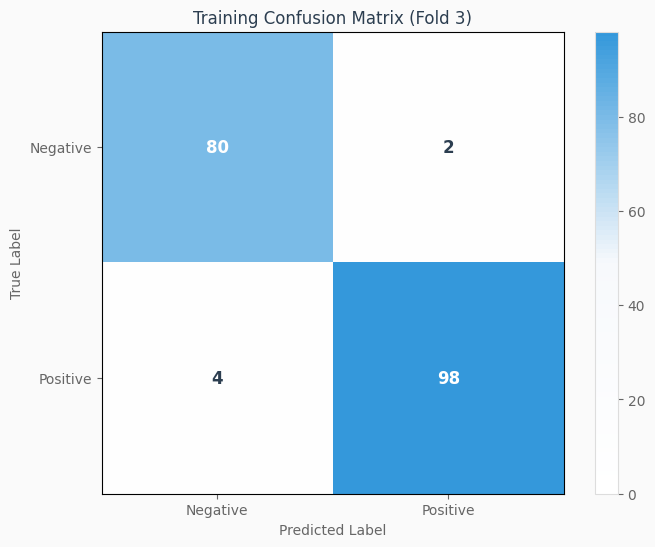 Training Confusion Matrix (Fold 3)
True Label
Negative
Positive
80
2
4
98
Negative
Positive
Predicted Label
80
60
40
20
0